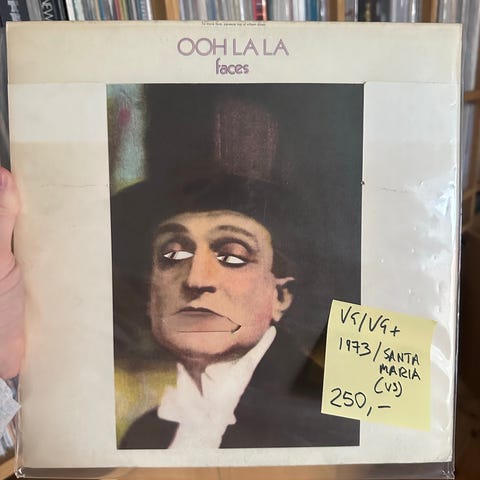 OOH LA LA
faces
VG/VG+
1973/SANTA
MARIA
(US)
250,-